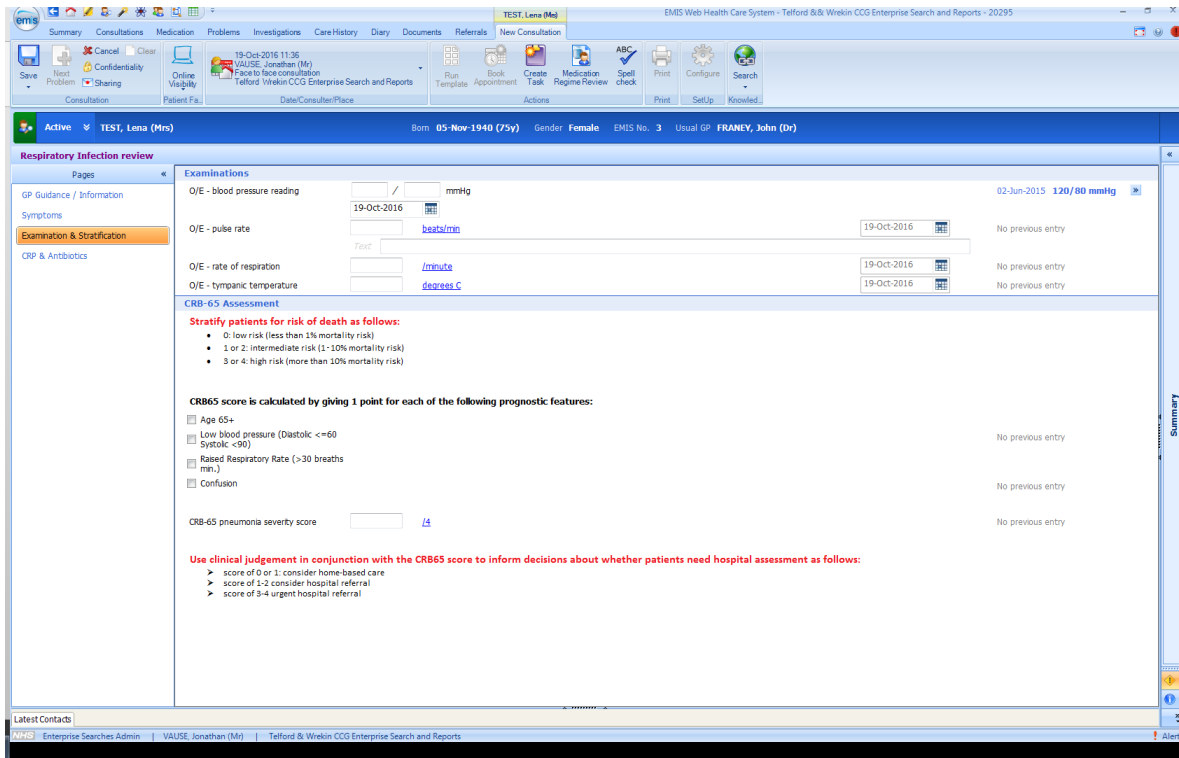 emis
TEST, Lena (Mrs)
EMIS Web Health Care System - Telford && Wrekin CCG Enterprise Search and Reports - 20295
Summary Consultations Medication Problems Investigations Care History Diary Documents Referrals New Consultation
Save
Next Problem
Cancel
Clear
Confidentiality
Sharing
Consultation
Online Visibility
Patient Fa...
19-Oct-2016 11:36
VAUSE, Jonathan (Mr)
Face to face consultation
Telford Wrekin CCG Enterprise Search and Reports
Date/Consulter/Place
Run Template
Book Appointment
Create Task
Medication Regime Review
ABC
Spell check
Actions
Print
Print
Configure
SetUp
Search
Knowled...
Active TEST, Lena (Mrs) Born 05-Nov-1940 (75y) Gender Female EMIS No. 3 Usual GP FRANEY, John (Dr)
Respiratory Infection review
Pages
GP Guidance / Information
Symptoms
Examination & Stratification
CRP & Antibiotics
Examinations
O/E - blood pressure reading / mmHg 02-Jun-2015 120/80 mmHg
19-Oct-2016
O/E - pulse rate beats/min 19-Oct-2016 No previous entry
Text
O/E - rate of respiration /minute 19-Oct-2016 No previous entry
O/E - tympanic temperature degrees C 19-Oct-2016 No previous entry
CRB-65 Assessment
Stratify patients for risk of death as follows:
• 0: low risk (less than 1% mortality risk)
• 1 or 2: intermediate risk (1-10% mortality risk)
• 3 or 4: high risk (more than 10% mortality risk)
CRB65 score is calculated by giving 1 point for each of the following prognostic features:
Age 65+
Low blood pressure (Diastolic <=60
Systolic <90) No previous entry
Raised Respiratory Rate (>30 breaths
min.)
Confusion No previous entry
CRB-65 pneumonia severity score /4 No previous entry
Use clinical judgement in conjunction with the CRB65 score to inform decisions about whether patients need hospital assessment as follows:
➤ score of 0 or 1: consider home-based care
➤ score of 1-2 consider hospital referral
➤ score of 3-4 urgent hospital referral
Summary
Latest Contacts
NHS Enterprise Searches Admin | VAUSE, Jonathan (Mr) | Telford & Wrekin CCG Enterprise Search and Reports
Alert